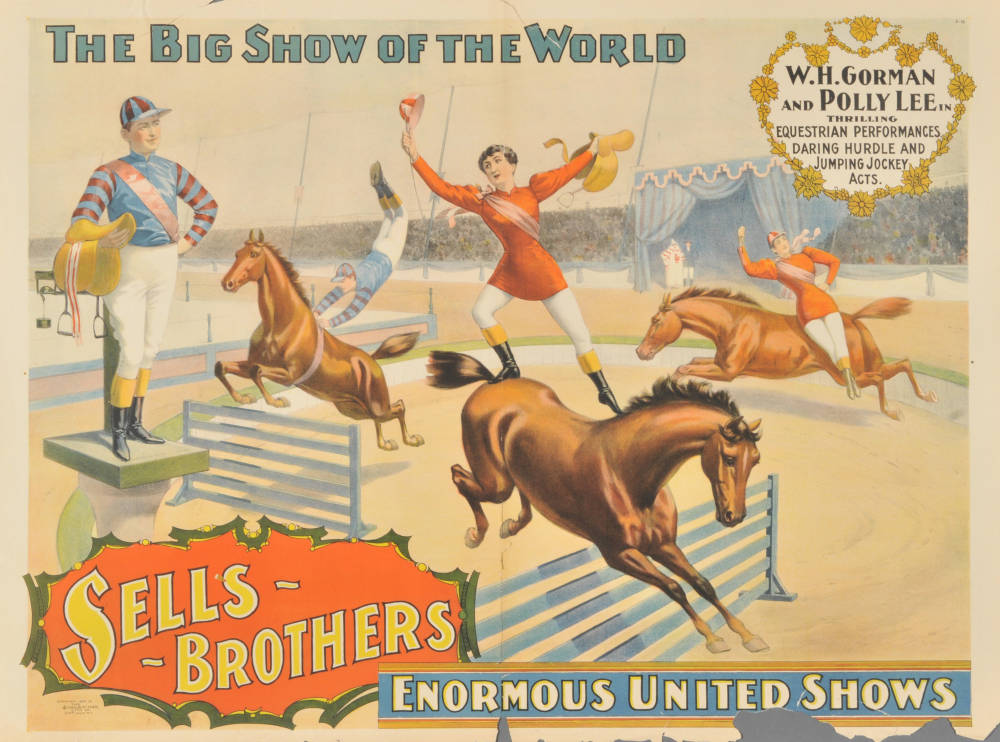 THE BIG SHOW OF THE WORLD
W.H. GORMAN
AND POLLY LEE IN
THRILLING
EQUESTRIAN PERFORMANCES,
DARING HURDLE AND
JUMPING JOCKEY
ACTS.
SELLS-
-BROTHERS
ENORMOUS UNITED SHOWS